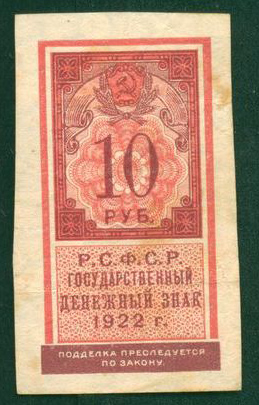 10
РУБ.
Р.С.Ф.С.Р.
ГОСУДАРСТВЕННЫЙ
ДЕНЕЖНЫЙ ЗНАК
1922 г.
ПОДДЕЛКА ПРЕСЛЕДУЕТСЯ
ПО ЗАКОНУ.